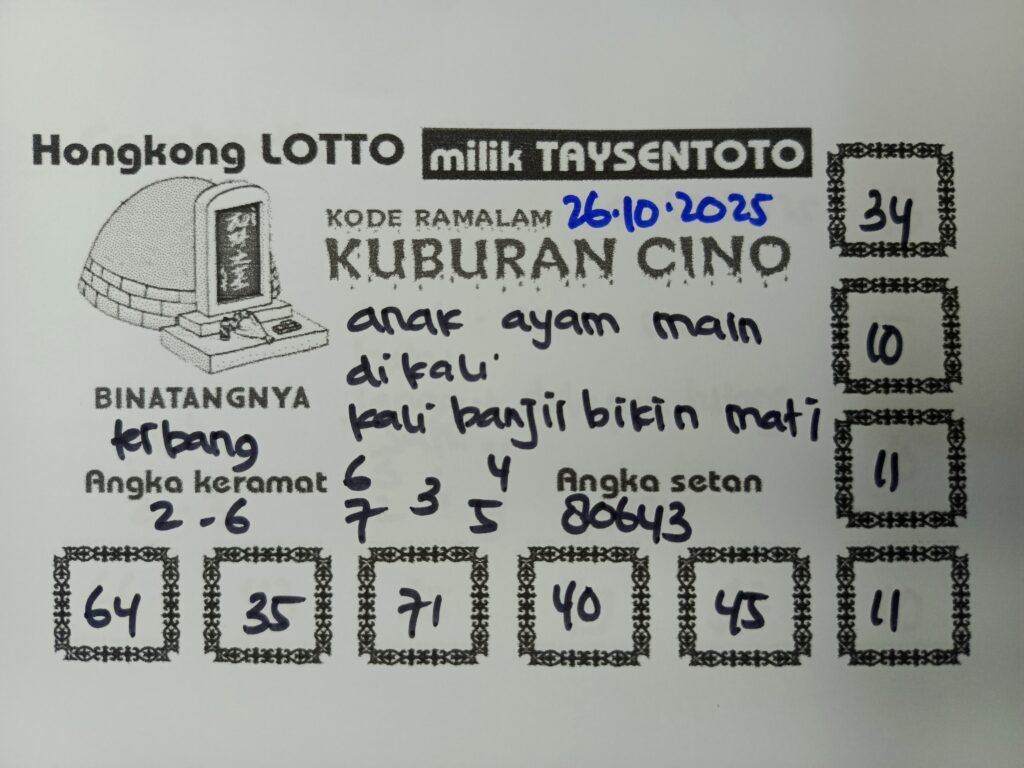 Hongkong LOTTO milik TAYSENTOTO
KODE RAMALAM 26.10.2025
KUBURAN CINO
anak ayam main
dikali
kali banjir bikin mati
BINATANGNYA
terbang
Angka keramat
2 - 6
6 4
3
7 5
Angka setan
80643
34
10
11
64 35 71 40 45 11